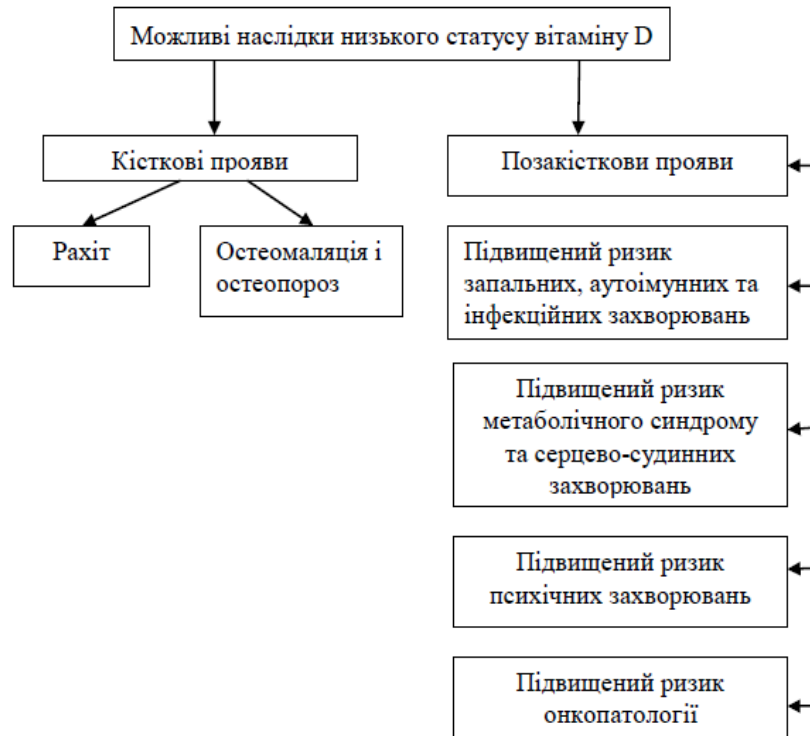 Можливі наслідки низького статусу вітаміну D
Кісткові прояви
Позакісткови прояви
Рахіт
Остеомаляція і
остеопороз
Підвищений ризик
запальних, аутоімунних та
інфекційних захворювань
Підвищений ризик
метаболічного синдрому
та серцево-судинних
захворювань
Підвищений ризик
психічних захворювань
Підвищений ризик
онкопатології